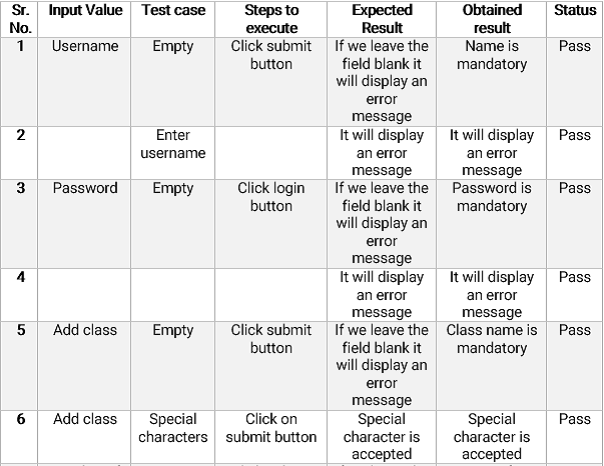 Sr. No. Input Value Test case Steps to execute Expected Result Obtained result Status
1 Username Empty Click submit button If we leave the field blank it will display an error message Name is mandatory Pass
2 Enter username It will display an error message It will display an error message Pass
3 Password Empty Click login button If we leave the field blank it will display an error message Password is mandatory Pass
4 It will display an error message It will display an error message Pass
5 Add class Empty Click submit button If we leave the field blank it will display an error message Class name is mandatory Pass
6 Add class Special characters Click on submit button Special character is accepted Special character is accepted Pass